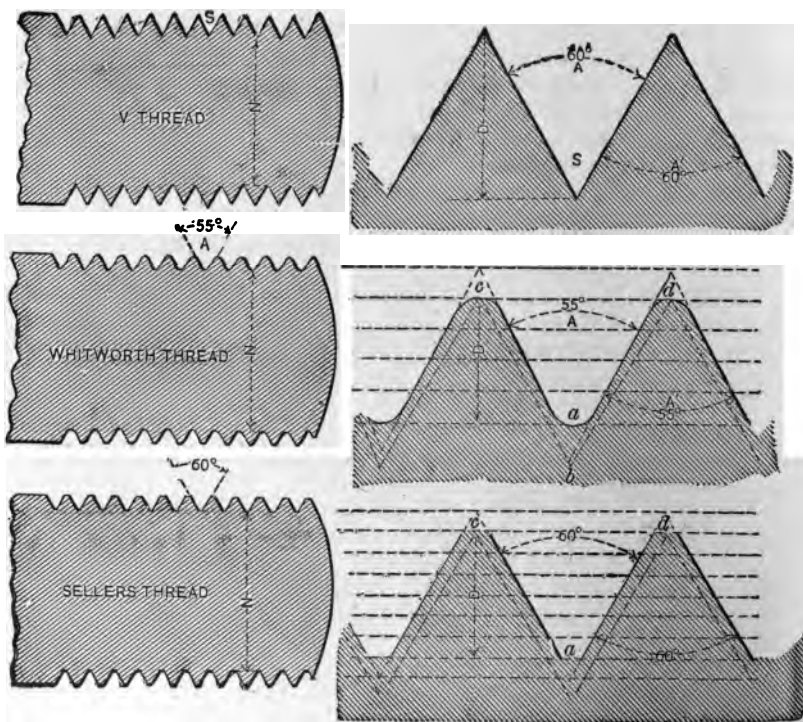 S
V THREAD
N
60°
A
D
S
A'
60°
55°
A
WHITWORTH THREAD
N
c
d
55°
A
D
a
A'
55°
b
60°
SELLERS THREAD
N
c
d
60°
D
a
60°